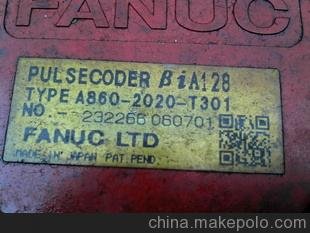 FANUC
PULSECODER βiA128
TYPE A860-2020-T301
NO 232266 060701
FANUC LTD
MADE IN JAPAN PAT. PEND.
china.makepolo.com